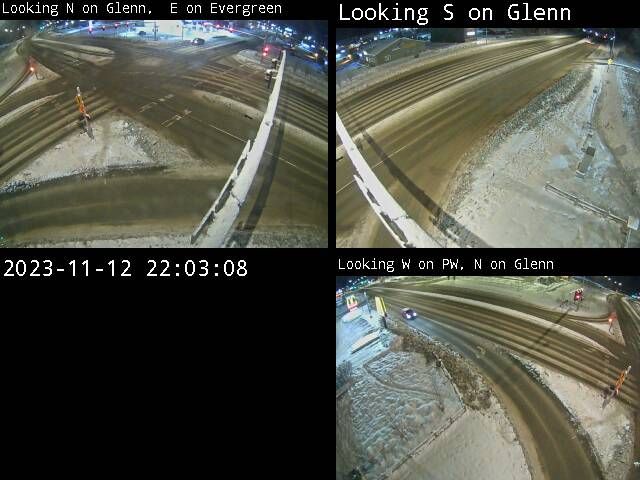 Looking N on Glenn,  E on Evergreen
Looking S on Glenn
2023-11-12 22:03:08
Looking W on PW, N on Glenn